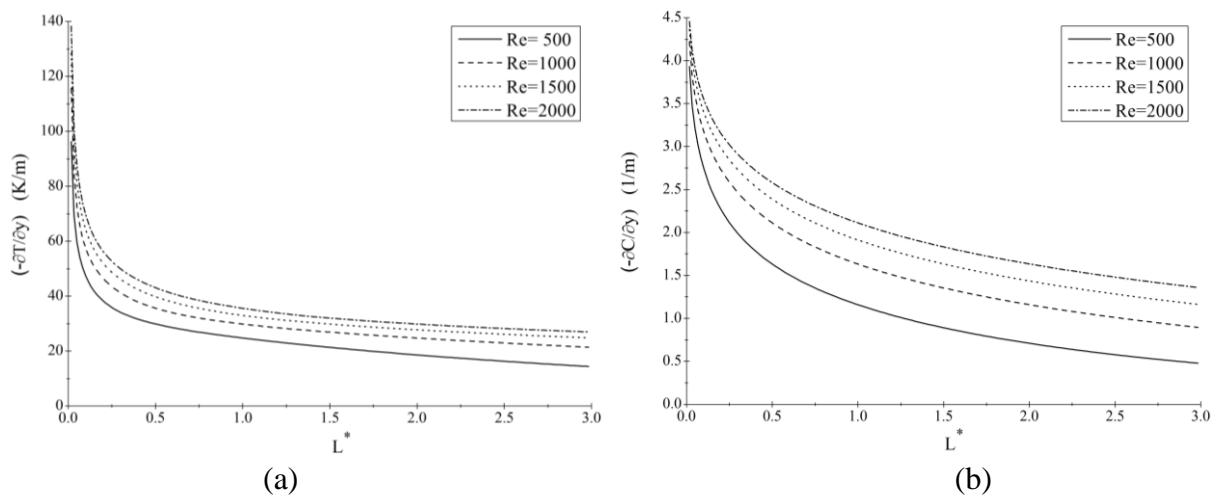 140
120
100
80
60
40
20
0
(-∂T/∂y) (K/m)
0.0 0.5 1.0 1.5 2.0 2.5 3.0
L*
Re= 500
Re=1000
Re=1500
Re=2000
(a)
4.5
4.0
3.5
3.0
2.5
2.0
1.5
1.0
0.5
0.0
(-∂C/∂y) (1/m)
0.0 0.5 1.0 1.5 2.0 2.5 3.0
L*
Re=500
Re=1000
Re=1500
Re=2000
(b)